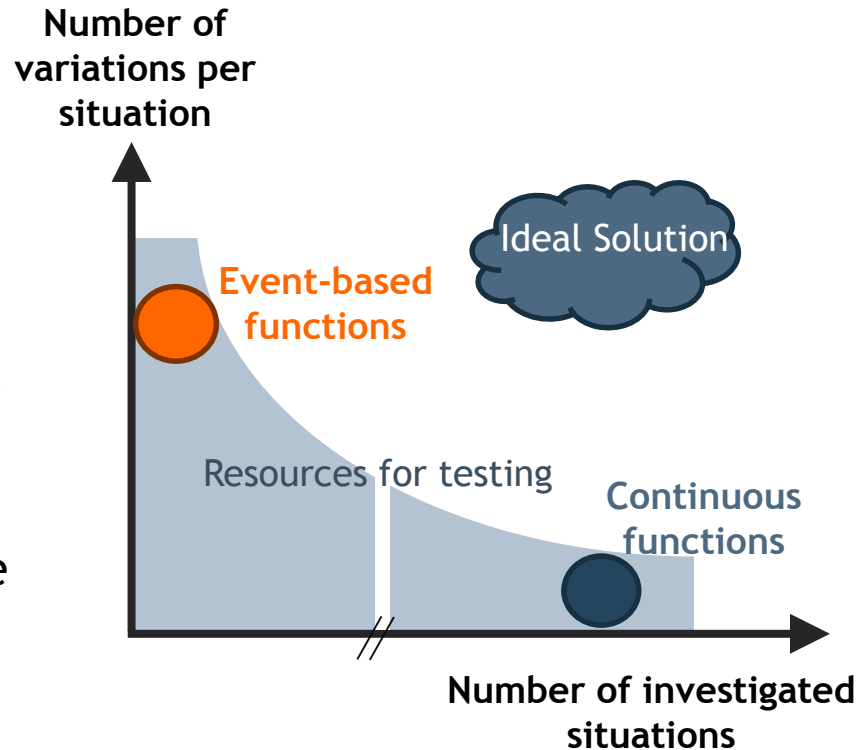 Number of
variations per
situation
Ideal Solution
Event-based
functions
Resources for testing
Continuous
functions
e
Number of investigated
situations